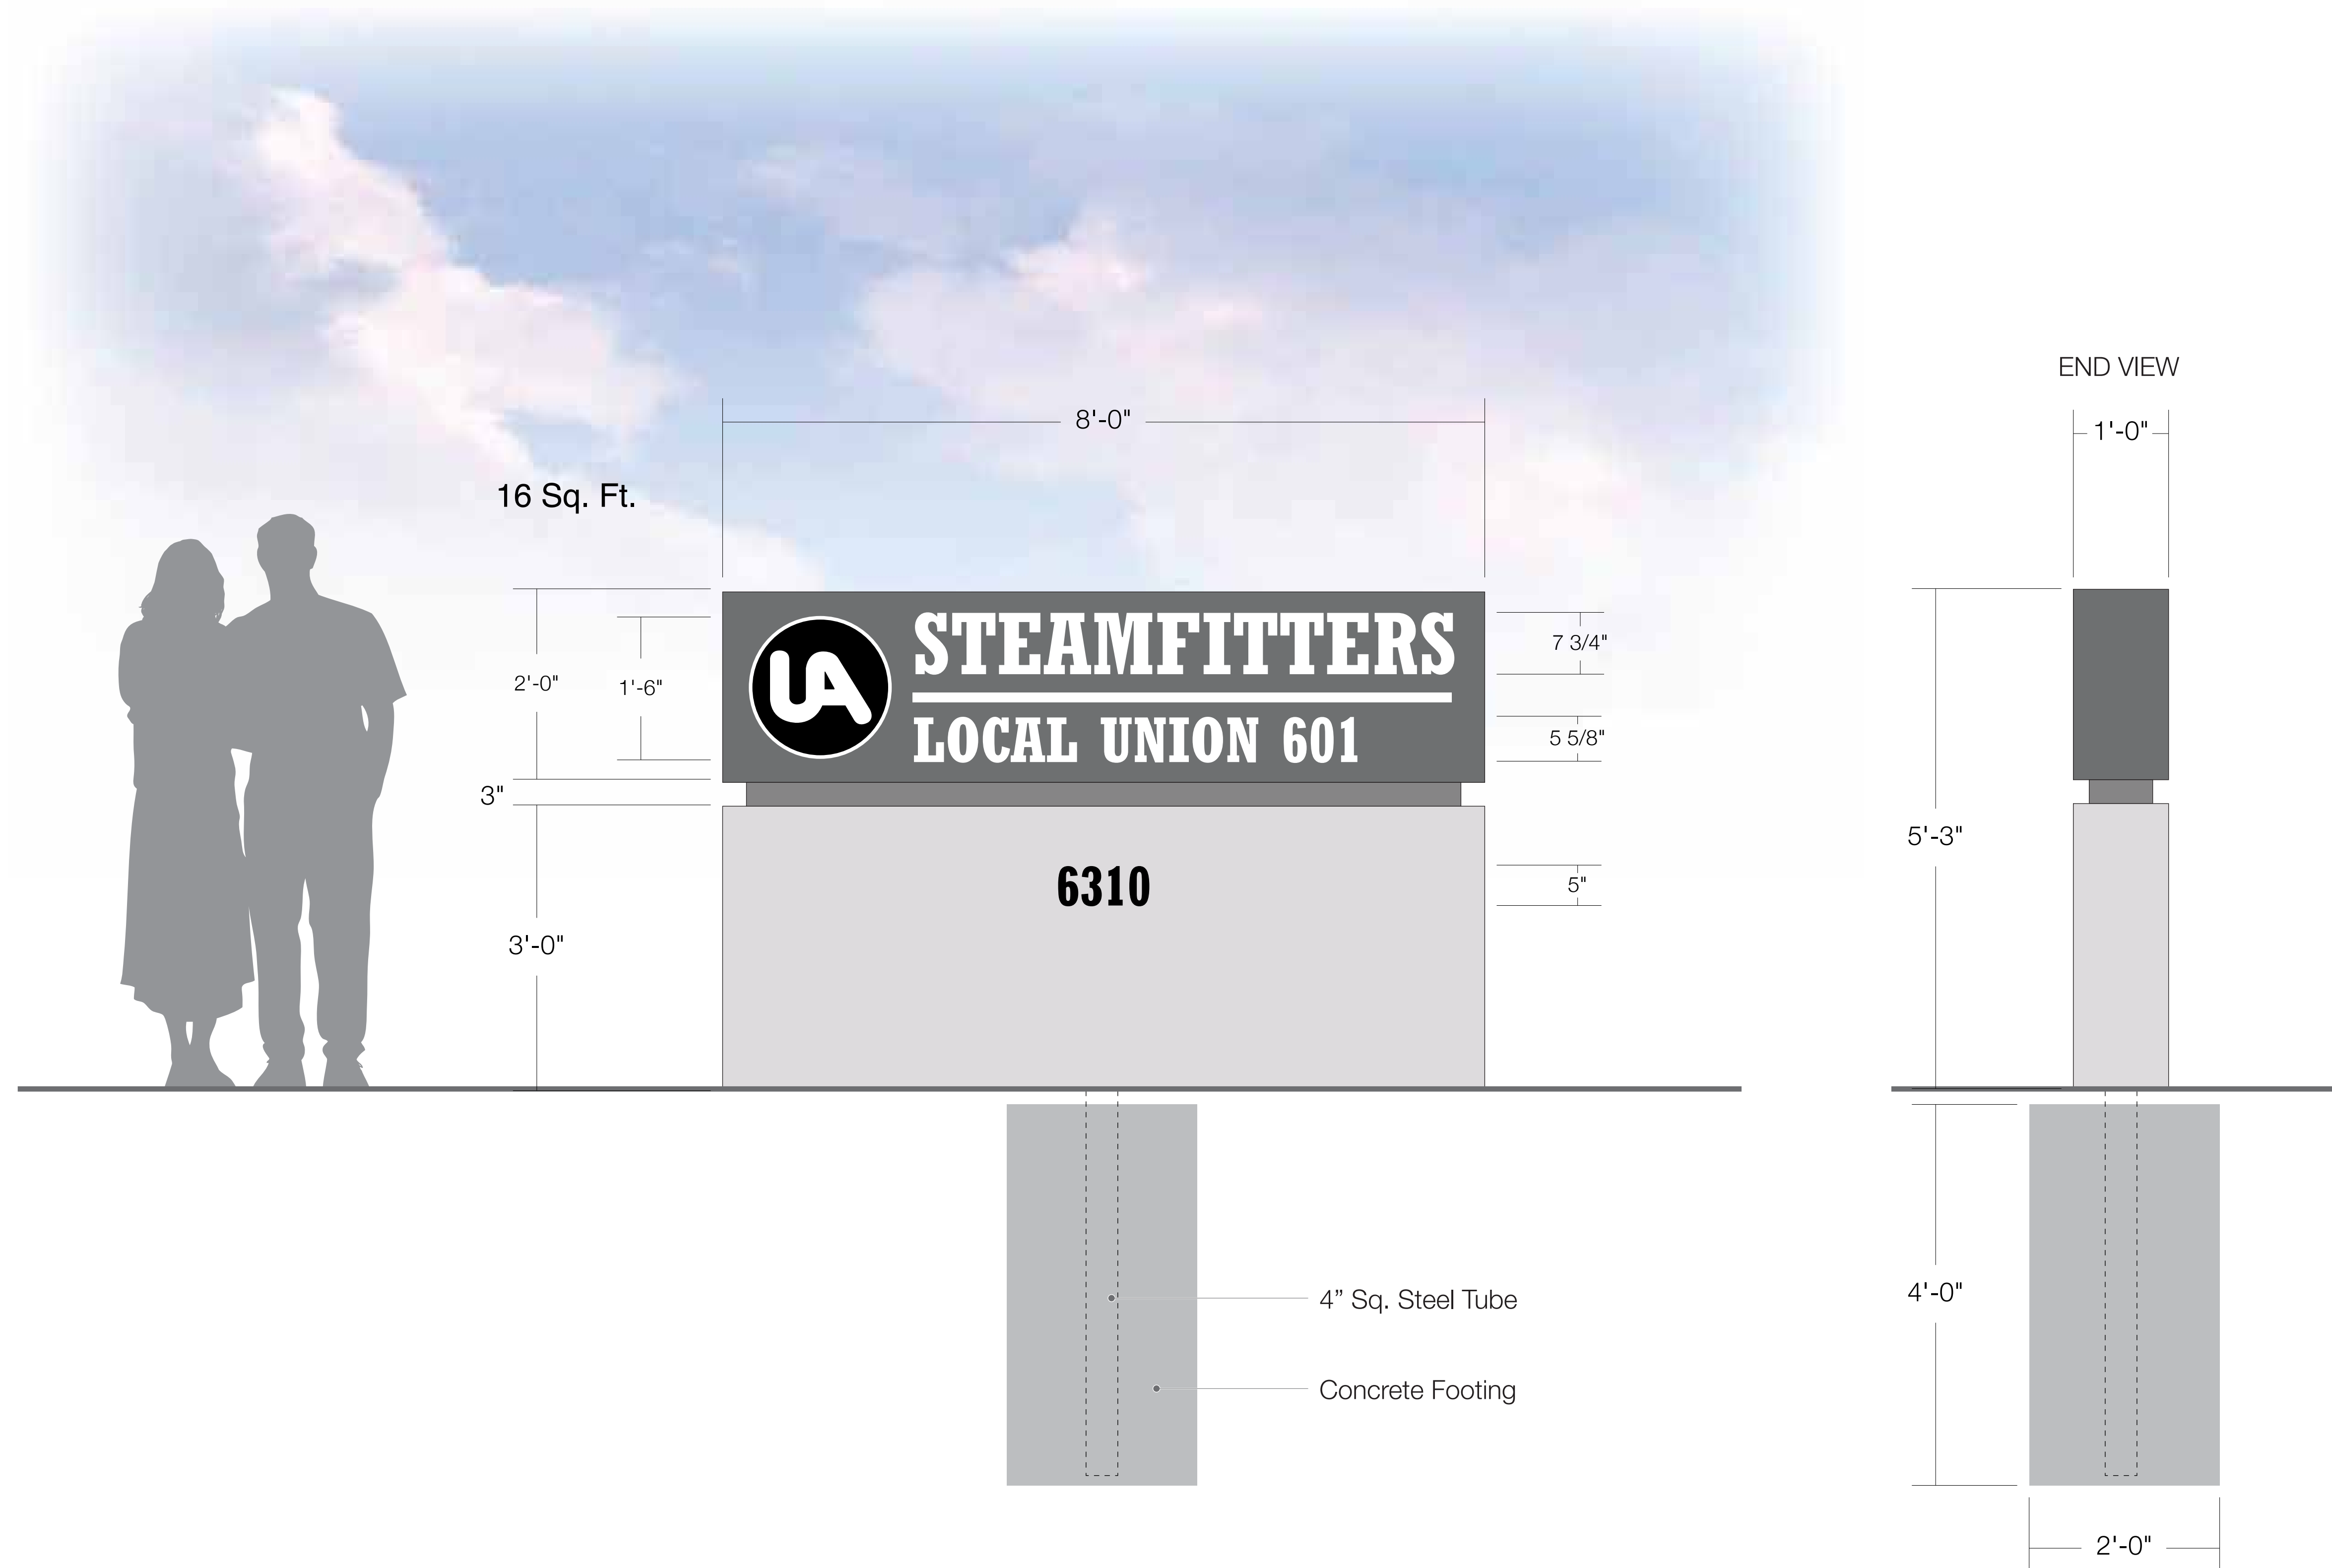 END VIEW
8'-0"
1'-0"
16 Sq. Ft.
UA
STEAMFITTERS
LOCAL UNION 601
7 3/4"
5 5/8"
2'-0"
1'-6"
3"
6310
5"
3'-0"
5'-3"
4” Sq. Steel Tube
Concrete Footing
4'-0"
2'-0"